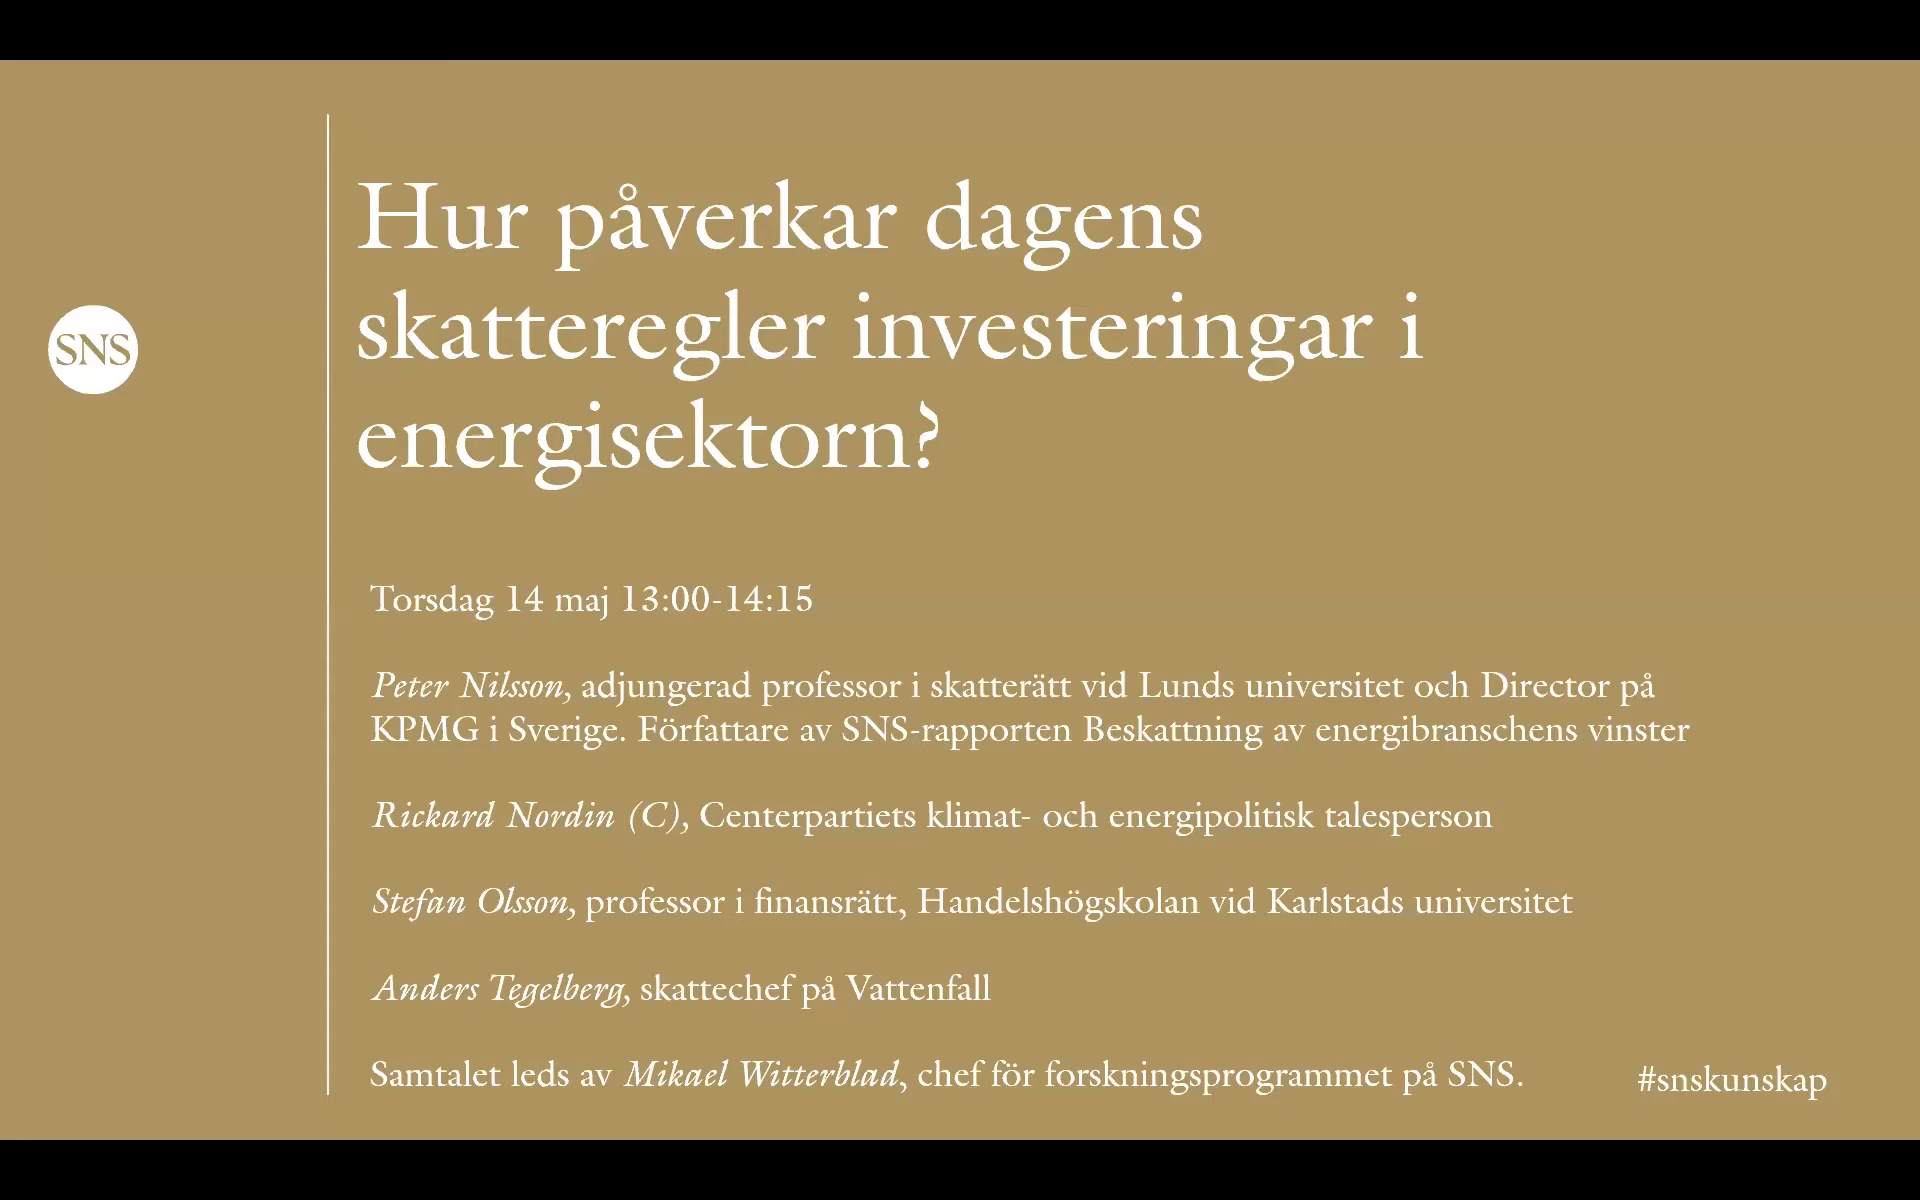 SNS
Hur påverkar dagens
skatteregler investeringar i
energisektorn?
Torsdag 14 maj 13:00-14:15
Peter Nilsson, adjungerad professor i skatterätt vid Lunds universitet och Director på
KPMG i Sverige. Författare av SNS-rapporten Beskattning av energibranschens vinster
Rickard Nordin (C), Centerpartiets klimat- och energipolitisk talesperson
Stefan Olsson, professor i finansrätt, Handelshögskolan vid Karlstads universitet
Anders Tegelberg, skattechef på Vattenfall
Samtalet leds av Mikael Witterblad, chef för forskningsprogrammet på SNS.
#snskunskap